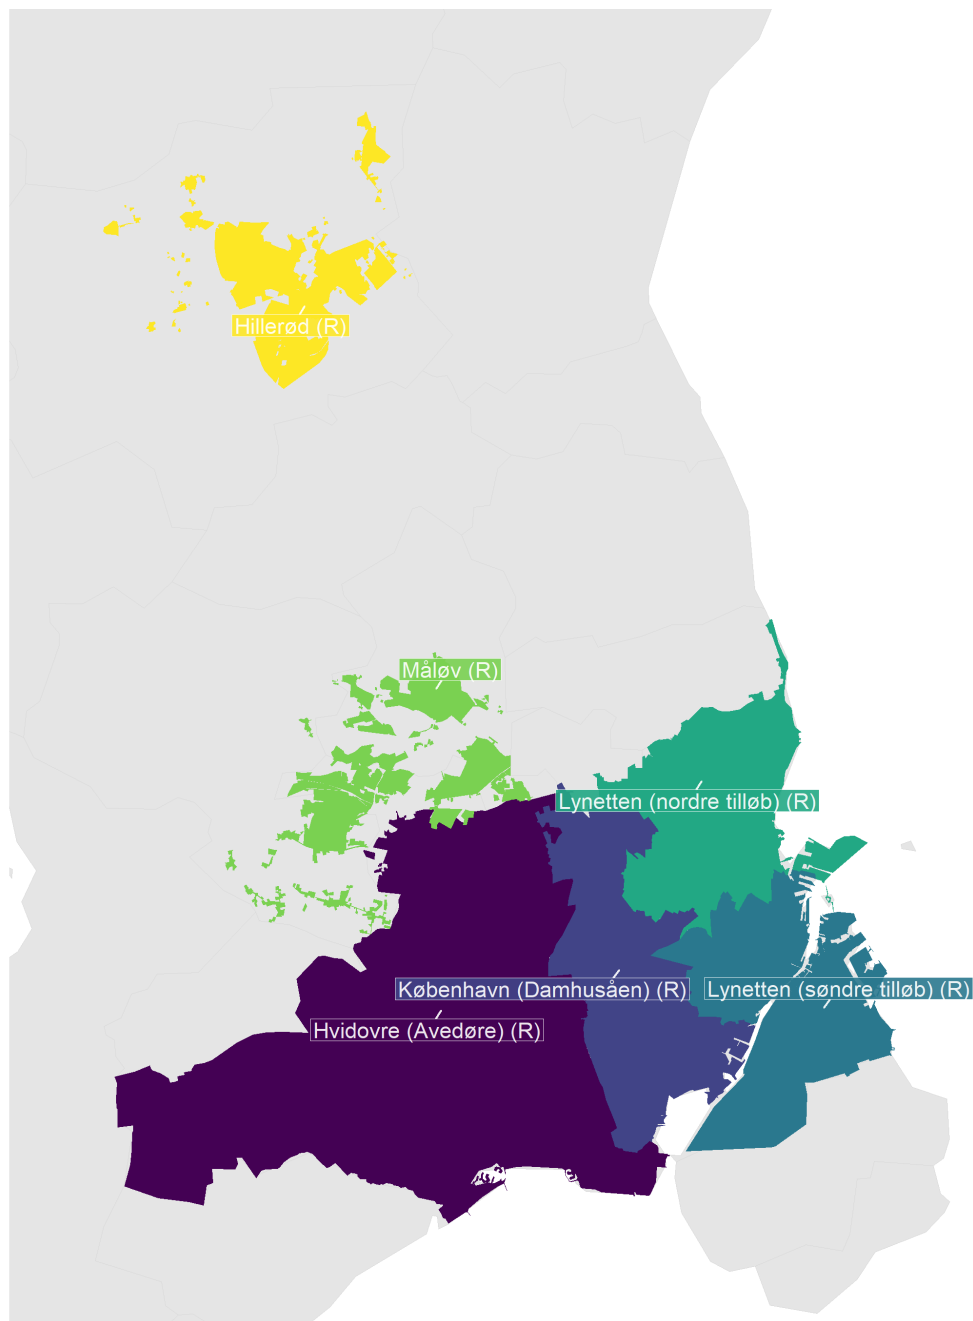 Hillerød (R)
Måløv (R)
Lynetten (nordre tilløb) (R)
København (Damhusåen) (R)
Lynetten (søndre tilløb) (R)
Hvidovre (Avedøre) (R)